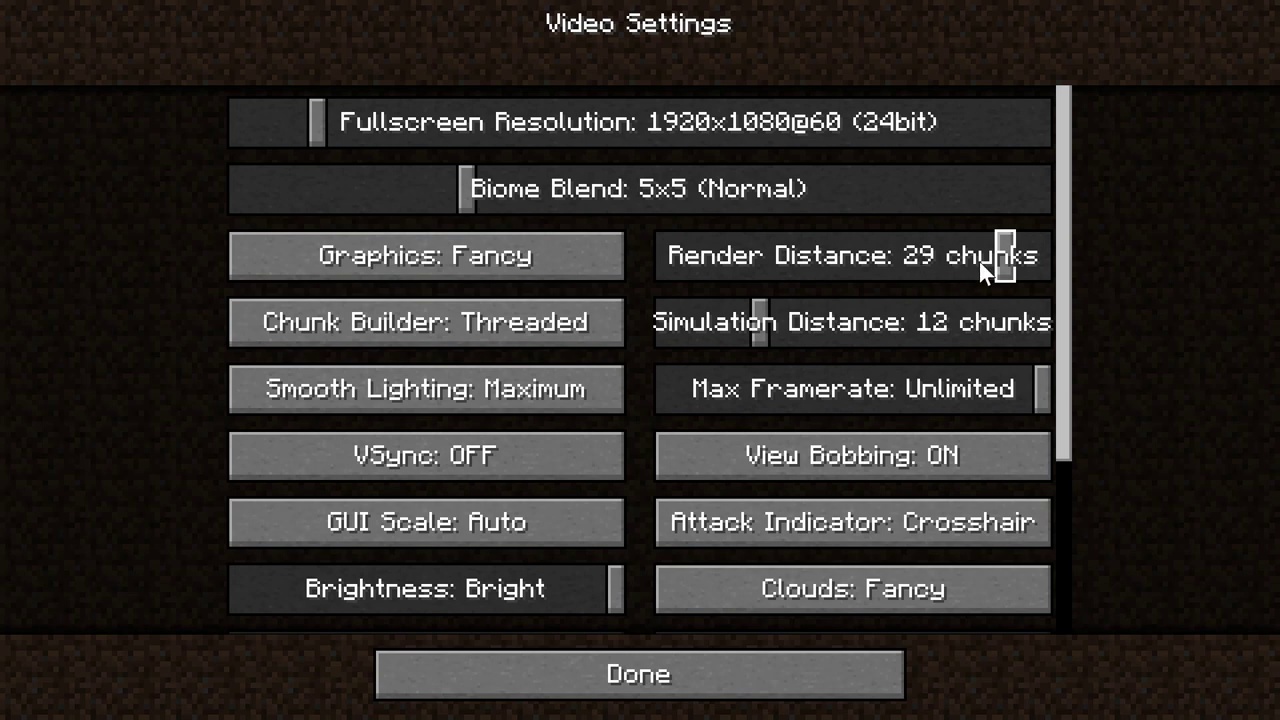 Video Settings
Fullscreen Resolution: 1920x1080@60 (24bit)
Biome Blend: 5x5 (Normal)
Graphics: Fancy
Render Distance: 29 chunks
Chunk Builder: Threaded
Simulation Distance: 12 chunks
Smooth Lighting: Maximum
Max Framerate: Unlimited
VSync: OFF
View Bobbing: ON
GUI Scale: Auto
Attack Indicator: Crosshair
Brightness: Bright
Clouds: Fancy
Done